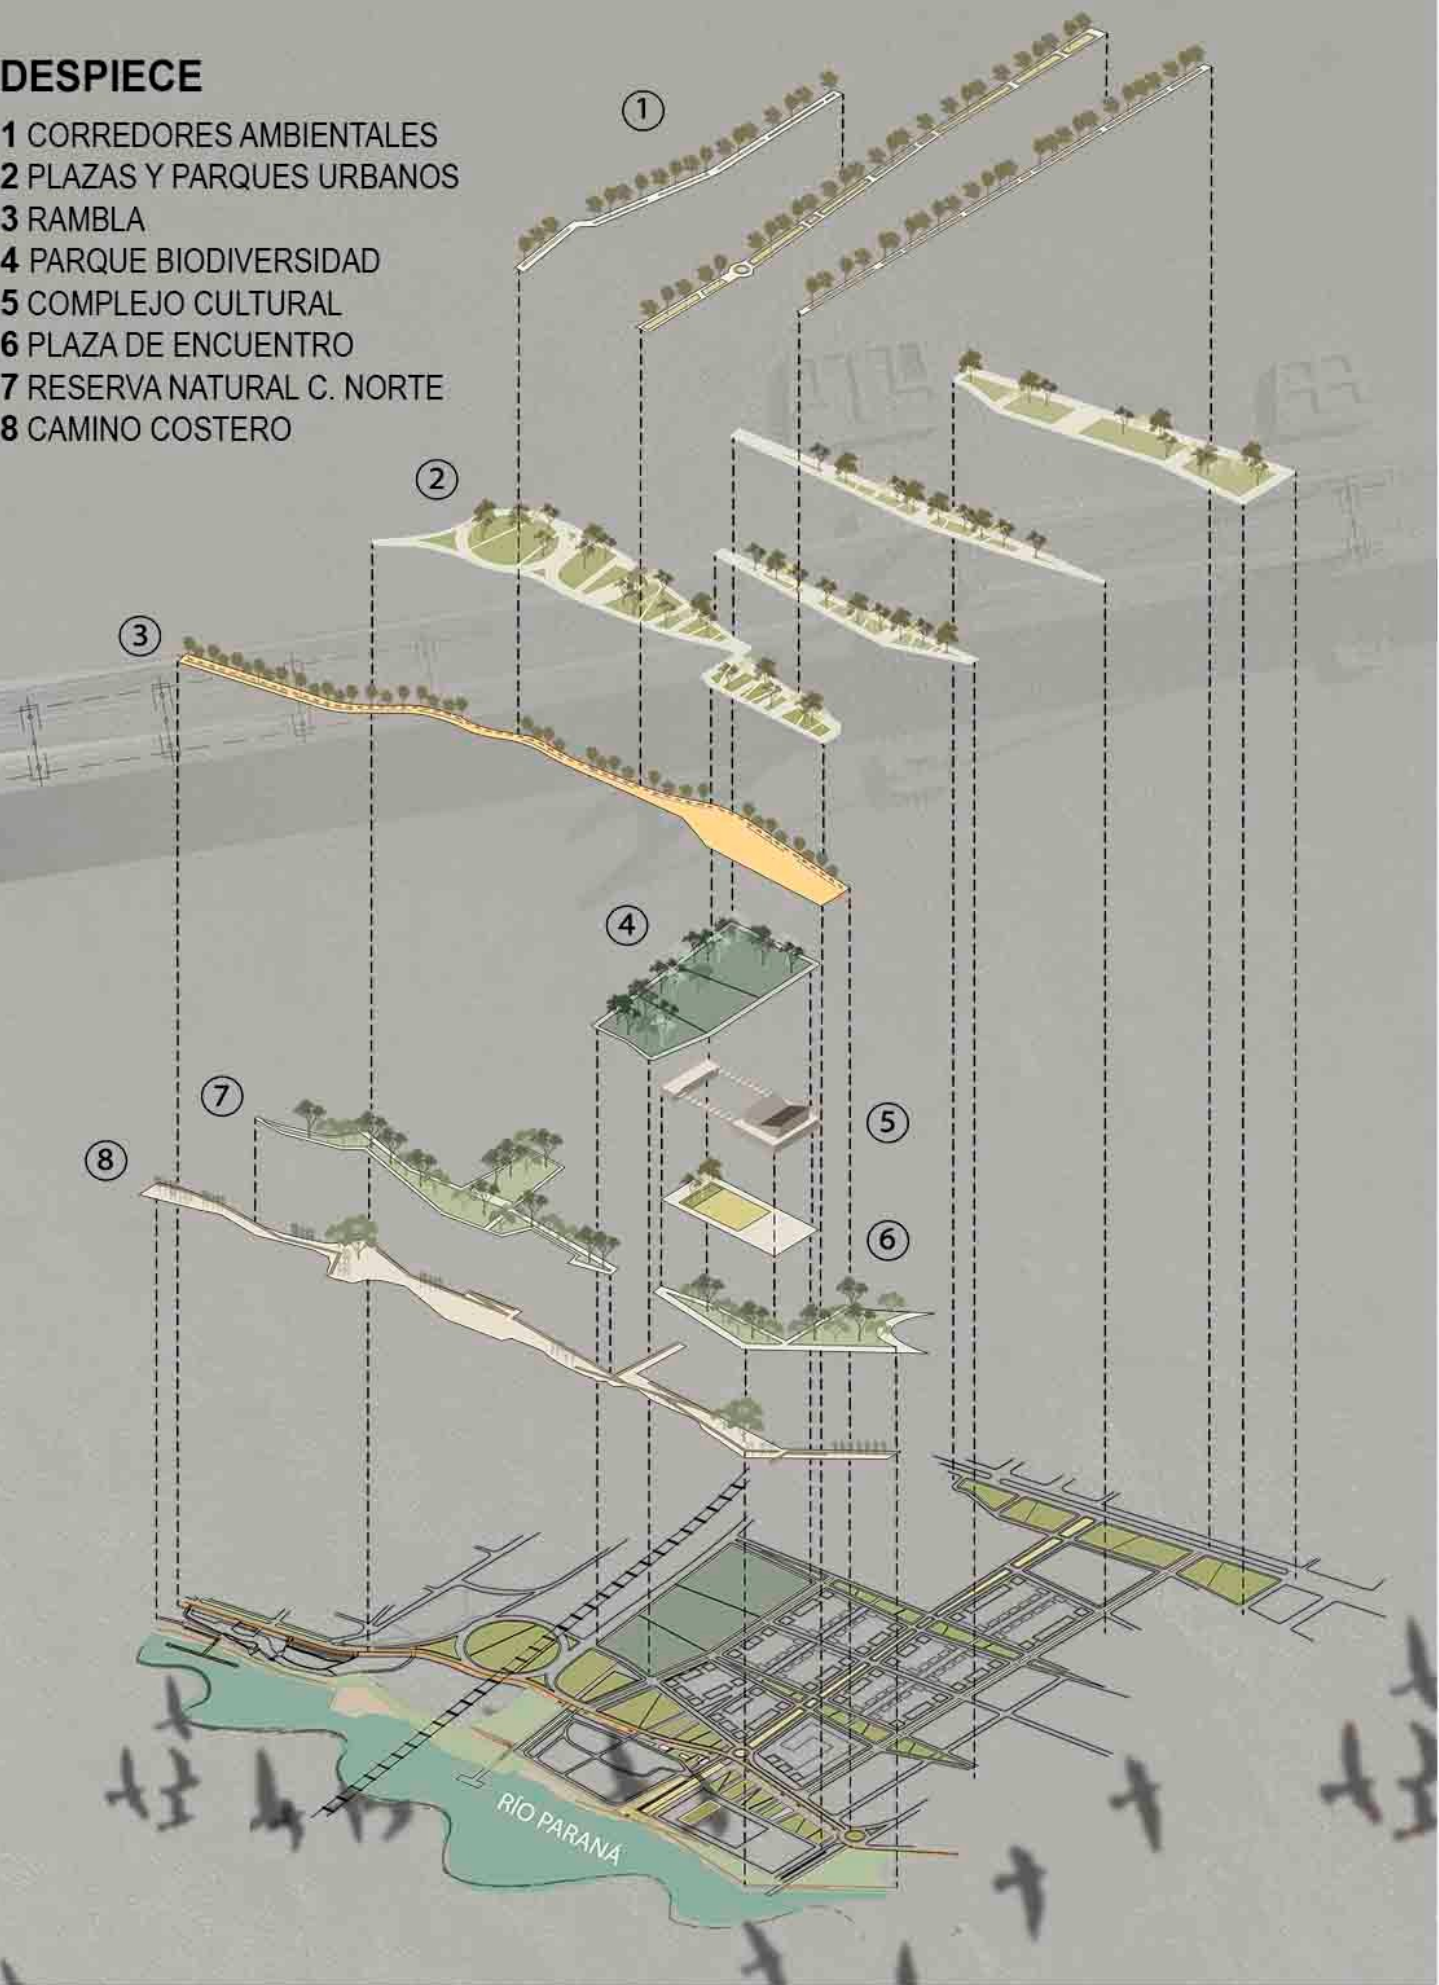 DESPIECE
1 CORREDORES AMBIENTALES
2 PLAZAS Y PARQUES URBANOS
3 RAMBLA
4 PARQUE BIODIVERSIDAD
5 COMPLEJO CULTURAL
6 PLAZA DE ENCUENTRO
7 RESERVA NATURAL C. NORTE
8 CAMINO COSTERO
1
2
3
4
5
7
8
6
RÍO PARANÁ